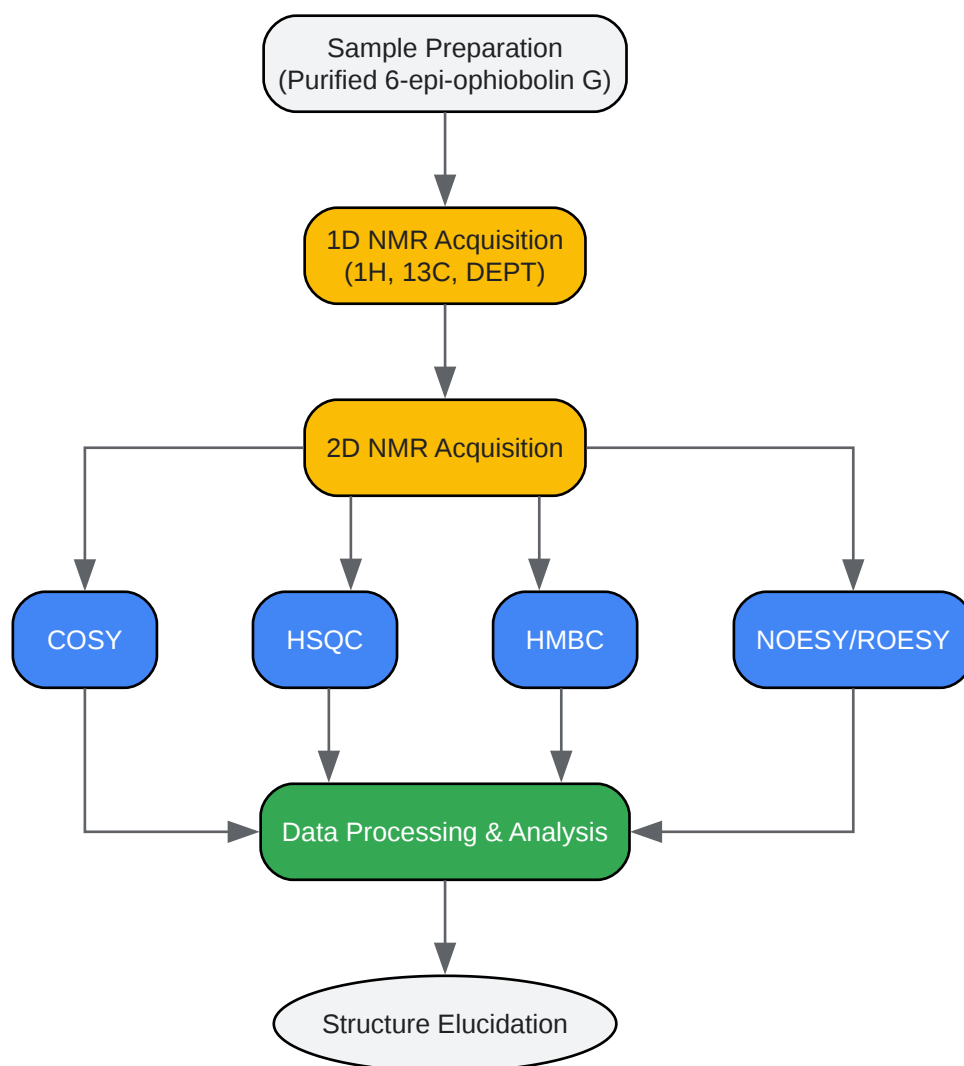 Sample Preparation
(Purified 6-epi-ophiobolin G)
1D NMR Acquisition
(1H, 13C, DEPT)
2D NMR Acquisition
COSY
HSQC
HMBC
NOESY/ROESY
Data Processing & Analysis
Structure Elucidation